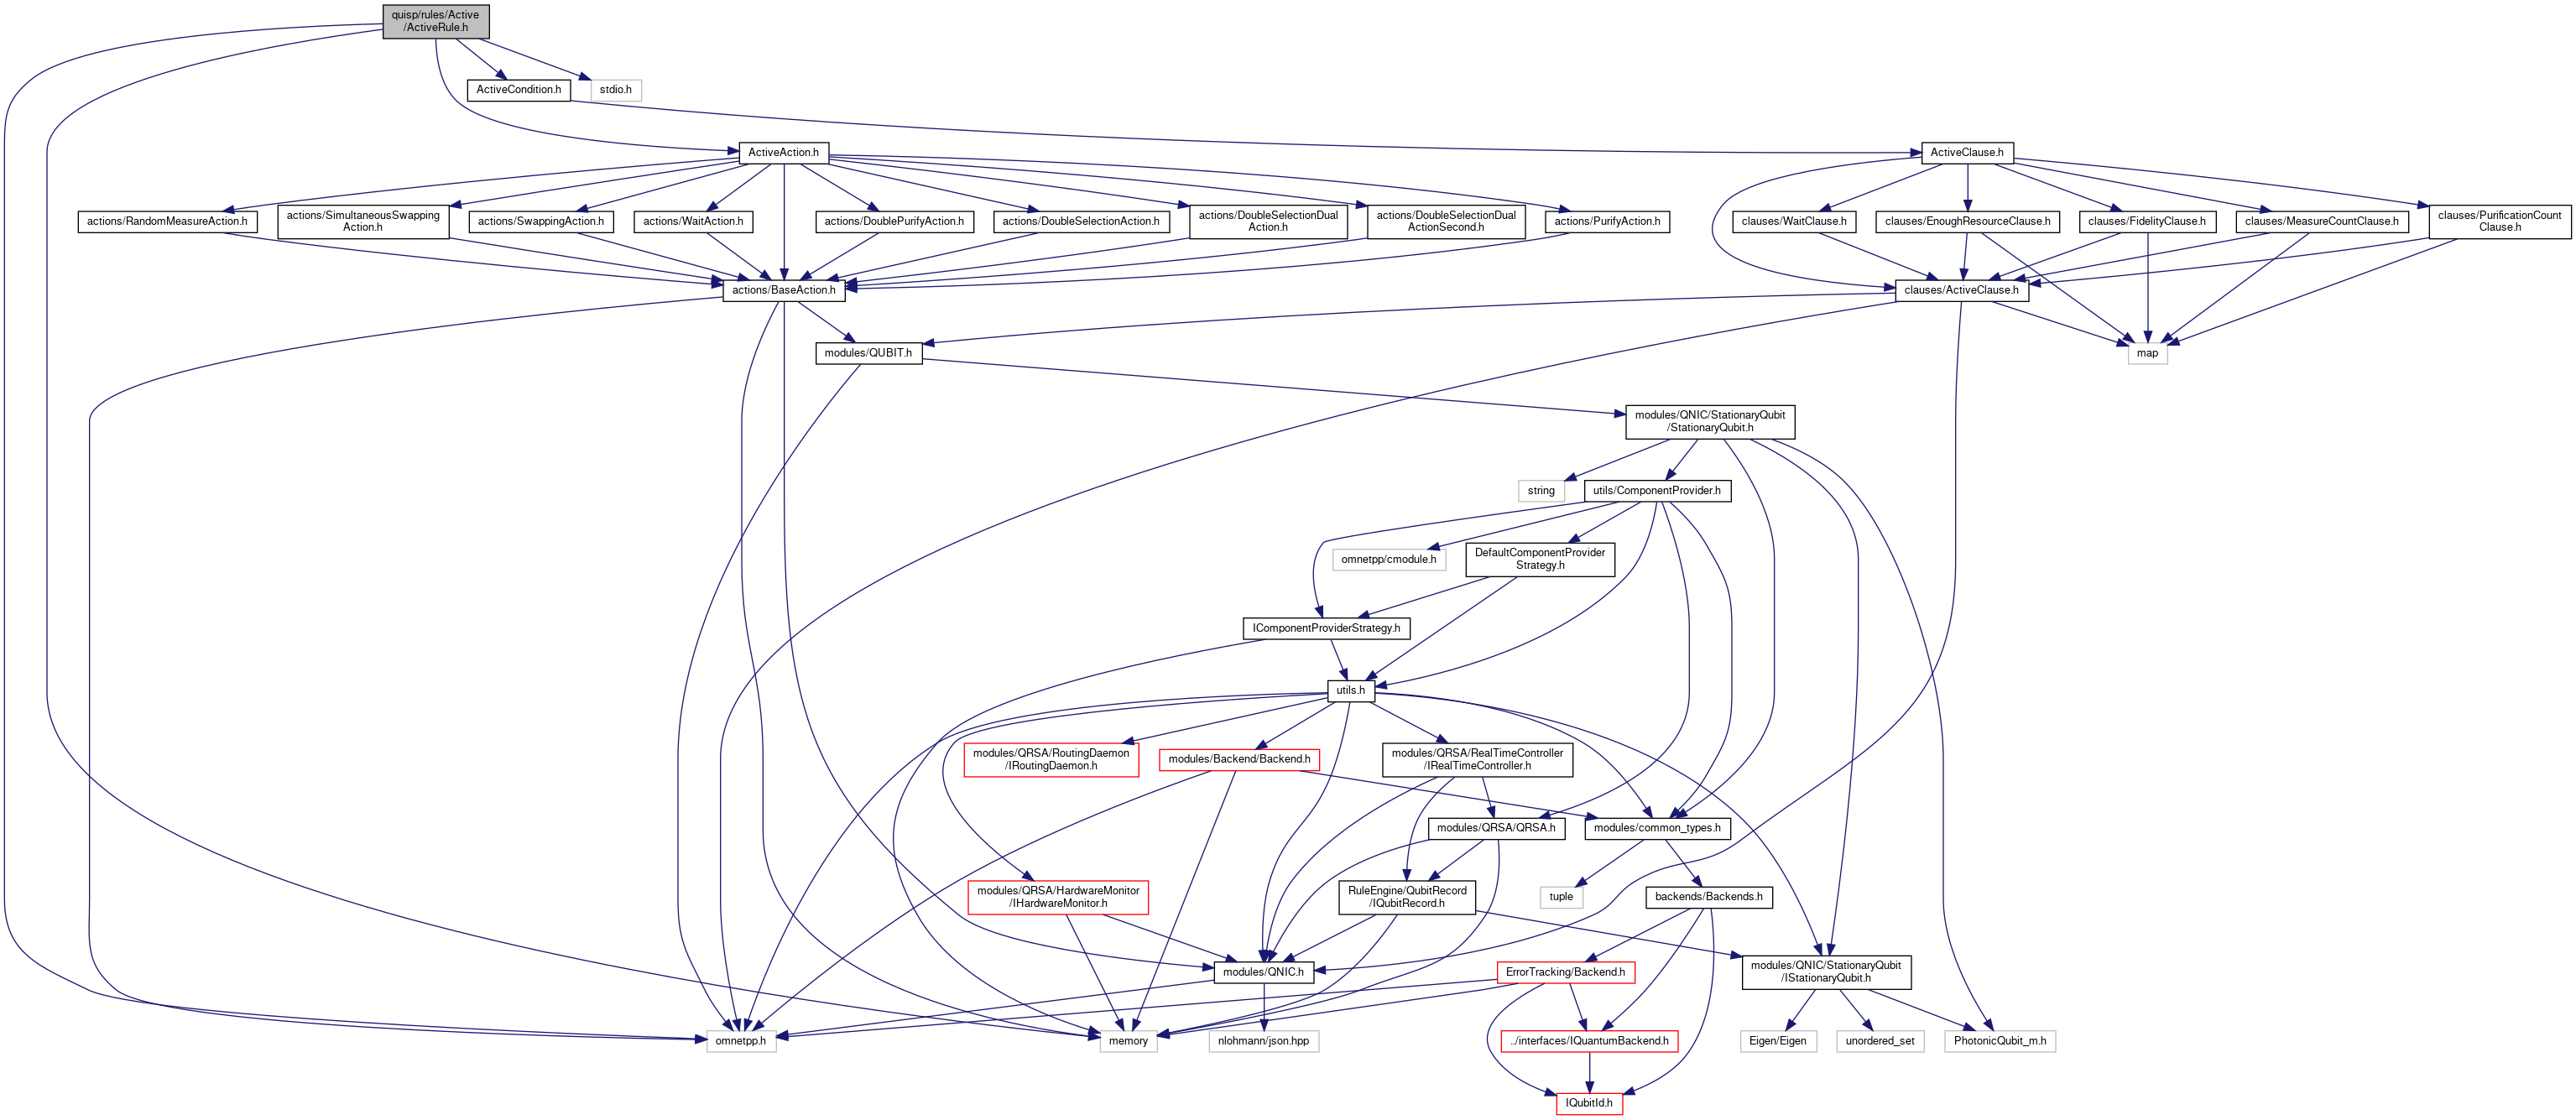 quisp/rules/Active
/ActiveRule.h
ActiveCondition.h
stdio.h
ActiveAction.h
ActiveClause.h
actions/RandomMeasureAction.h
actions/SimultaneousSwapping
Action.h
actions/SwappingAction.h
actions/WaitAction.h
actions/DoublePurifyAction.h
actions/DoubleSelectionAction.h
actions/DoubleSelectionDual
Action.h
actions/DoubleSelectionDual
ActionSecond.h
actions/PurifyAction.h
clauses/WaitClause.h
clauses/EnoughResourceClause.h
clauses/FidelityClause.h
clauses/MeasureCountClause.h
clauses/PurificationCount
Clause.h
actions/BaseAction.h
clauses/ActiveClause.h
modules/QUBIT.h
map
modules/QNIC/StationaryQubit
/StationaryQubit.h
string
utils/ComponentProvider.h
omnetpp/cmodule.h
DefaultComponentProvider
Strategy.h
IComponentProviderStrategy.h
utils.h
modules/QRSA/RoutingDaemon
/IRoutingDaemon.h
modules/Backend/Backend.h
modules/QRSA/RealTimeController
/IRealTimeController.h
modules/QRSA/QRSA.h
modules/common_types.h
modules/QRSA/HardwareMonitor
/IHardwareMonitor.h
RuleEngine/QubitRecord
/IQubitRecord.h
tuple
backends/Backends.h
modules/QNIC.h
ErrorTracking/Backend.h
modules/QNIC/StationaryQubit
/IStationaryQubit.h
omnetpp.h
memory
nlohmann/json.hpp
../interfaces/IQuantumBackend.h
Eigen/Eigen
unordered_set
PhotonicQubit_m.h
IQubitId.h